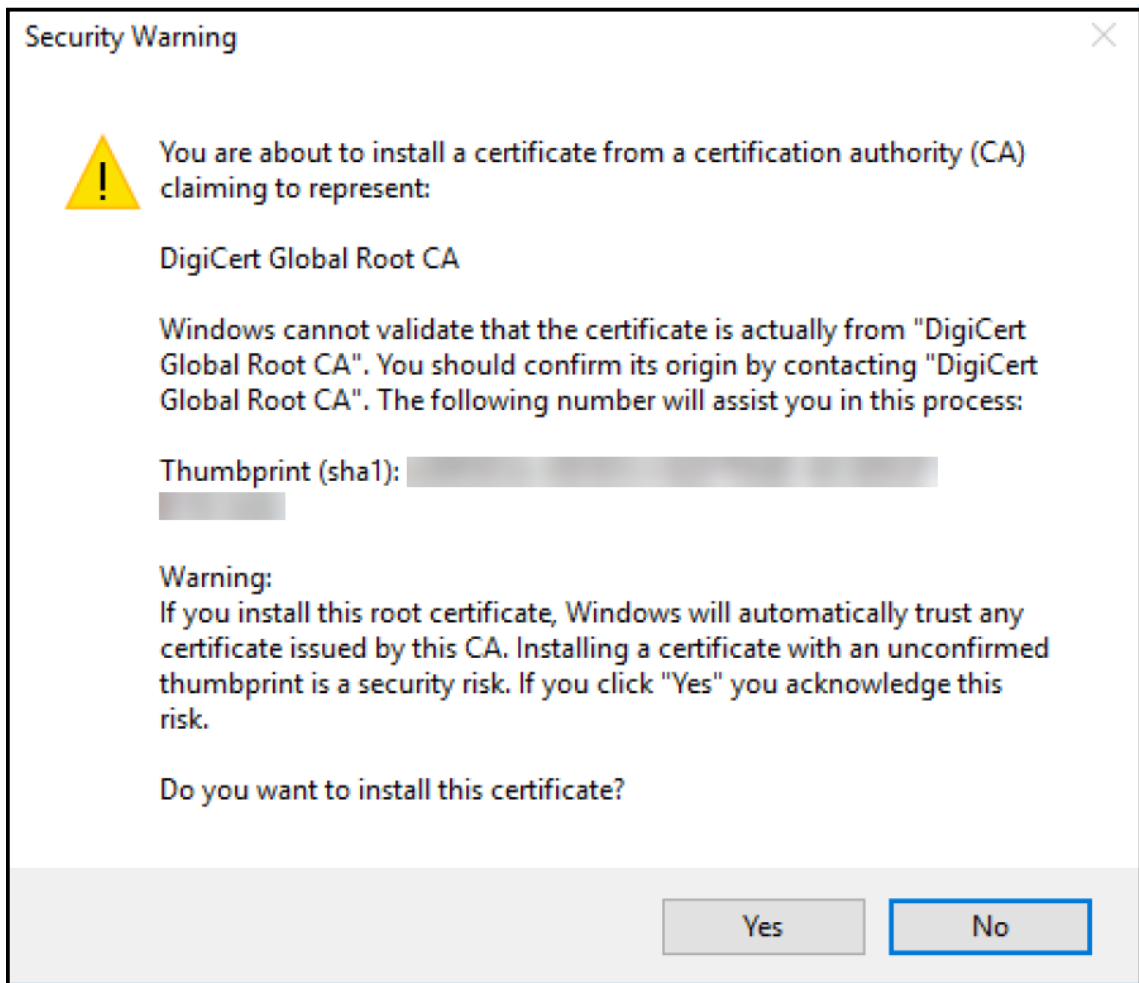 Security Warning
You are about to install a certificate from a certification authority (CA)
claiming to represent:
DigiCert Global Root CA
Windows cannot validate that the certificate is actually from "DigiCert
Global Root CA". You should confirm its origin by contacting "DigiCert
Global Root CA". The following number will assist you in this process:
Thumbprint (sha1):
Warning:
If you install this root certificate, Windows will automatically trust any
certificate issued by this CA. Installing a certificate with an unconfirmed
thumbprint is a security risk. If you click "Yes" you acknowledge this
risk.
Do you want to install this certificate?
Yes
No